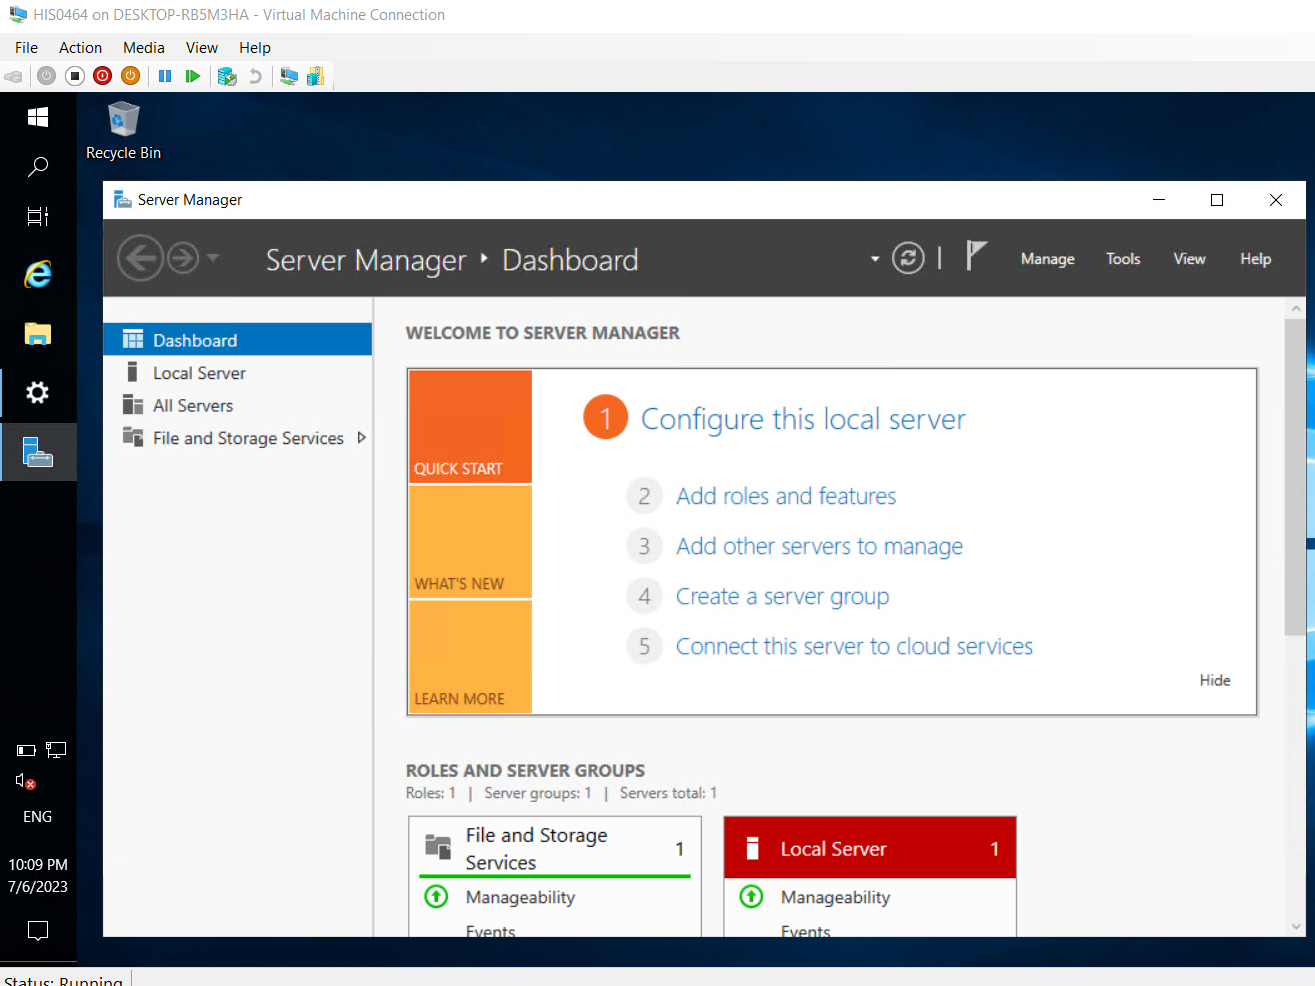 HIS0464 on DESKTOP-RB5M3HA - Virtual Machine Connection
File Action Media View Help
Recycle Bin
Server Manager
Server Manager ‣ Dashboard
Manage Tools View Help
Dashboard
Local Server
All Servers
File and Storage Services
WELCOME TO SERVER MANAGER
QUICK START
WHAT'S NEW
LEARN MORE
1 Configure this local server
2 Add roles and features
3 Add other servers to manage
4 Create a server group
5 Connect this server to cloud services
Hide
ROLES AND SERVER GROUPS
Roles: 1 | Server groups: 1 | Servers total: 1
File and Storage
Services 1
Manageability
Events
Local Server 1
Manageability
Events
ENG
10:09 PM
7/6/2023
Status: Running